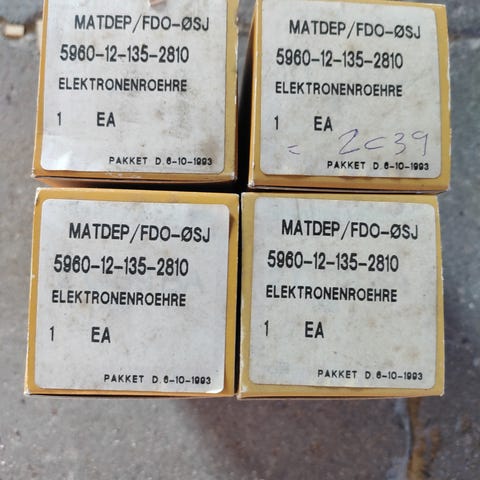 MATDEP/FDO-ØSJ
5960-12-135-2810
ELEKTRONENROEHRE
1 EA
PAKKET D. 6-10-1993
MATDEP/FDO-ØSJ
5960-12-135-2810
ELEKTRONENROEHRE
1 EA
= 2C39
PAKKET D. 6-10-1993
MATDEP/FDO-ØSJ
5960-12-135-2810
ELEKTRONENROEHRE
1 EA
PAKKET D. 6-10-1993
MATDEP/FDO-ØSJ
5960-12-135-2810
ELEKTRONENROEHRE
1 EA
PAKKET D. 6-10-1993